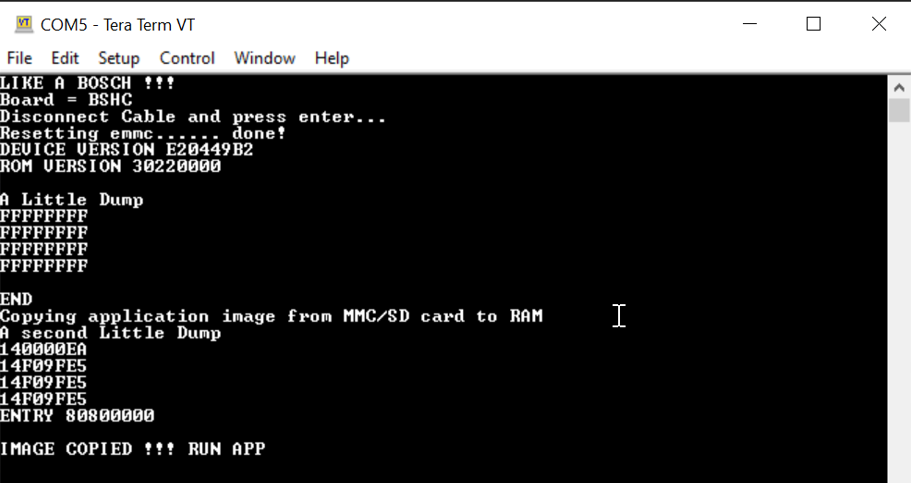 COM5 - Tera Term VT
File Edit Setup Control Window Help
LIKE A BOSCH !!!
Board = BSHC
Disconnect Cable and press enter...
Resetting emmc...... done!
DEVICE VERSION E20449B2
ROM VERSION 30220000
A Little Dump
FFFFFFFF
FFFFFFFF
FFFFFFFF
FFFFFFFF
END
Copying application image from MMC/SD card to RAM
A second Little Dump
140000EA
14F09FE5
14F09FE5
14F09FE5
ENTRY 80800000
IMAGE COPIED !!! RUN APP